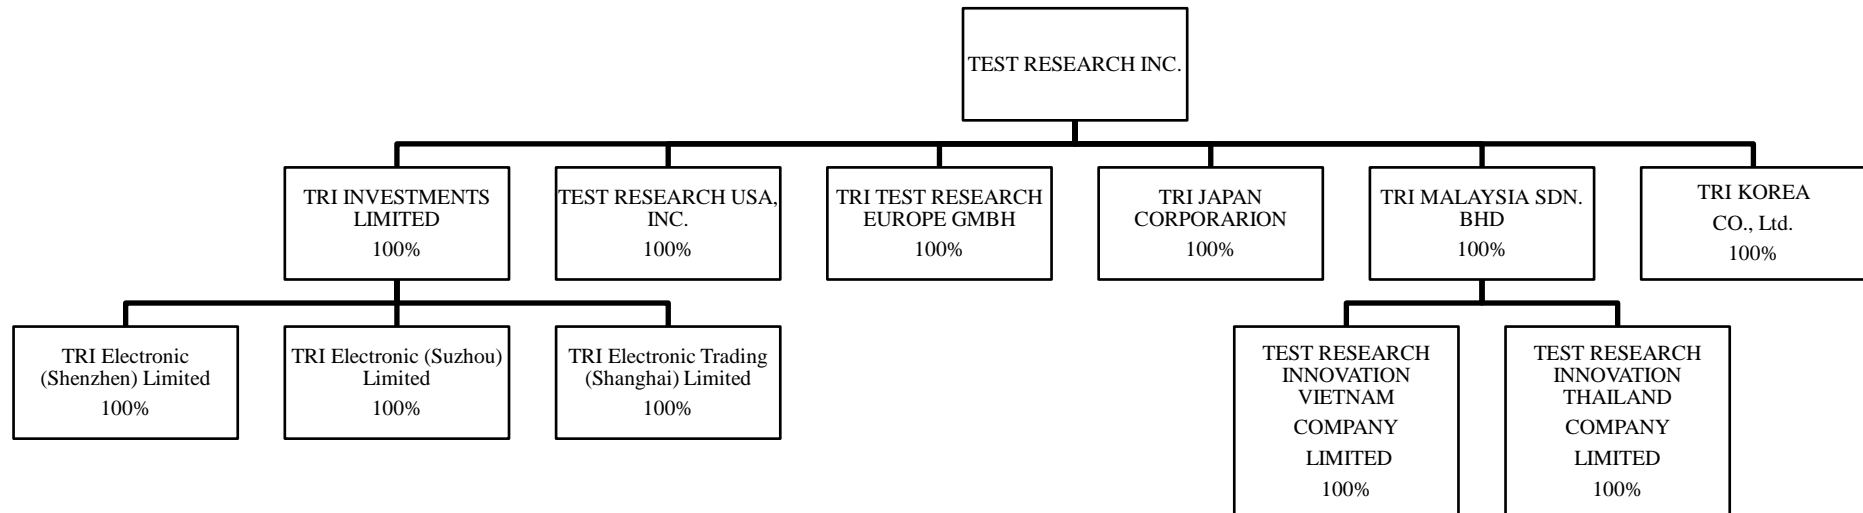 TEST RESEARCH INC.
TRI INVESTMENTS
LIMITED
100%
TEST RESEARCH USA,
INC.
100%
TRI TEST RESEARCH
EUROPE GMBH
100%
TRI JAPAN
CORPORARION
100%
TRI MALAYSIA SDN.
BHD
100%
TRI KOREA
CO., Ltd.
100%
TRI Electronic
(Shenzhen) Limited
100%
TRI Electronic (Suzhou)
Limited
100%
TRI Electronic Trading
(Shanghai) Limited
100%
TEST RESEARCH
INNOVATION
VIETNAM
COMPANY
LIMITED
100%
TEST RESEARCH
INNOVATION
THAILAND
COMPANY
LIMITED
100%